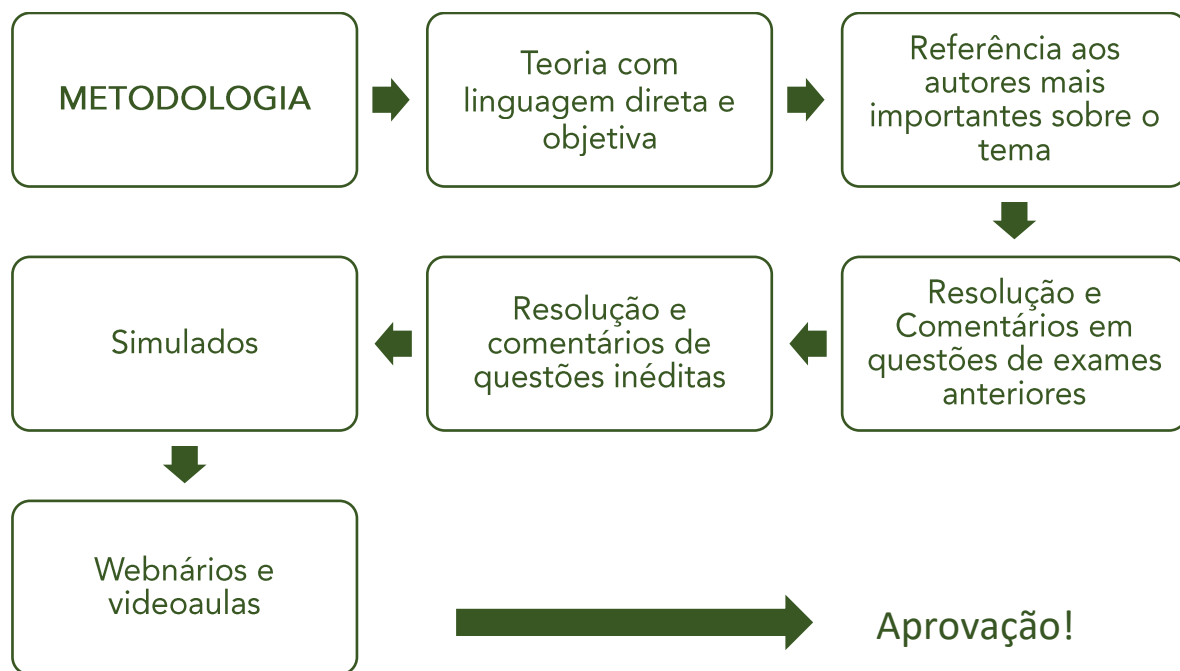 METODOLOGIA
Teoria com
linguagem direta e
objetiva
Referência aos
autores mais
importantes sobre o
tema
Resolução e
Comentários em
questões de exames
anteriores
Resolução e
comentários de
questões inéditas
Simulados
Webnários e
videoaulas
Aprovação!